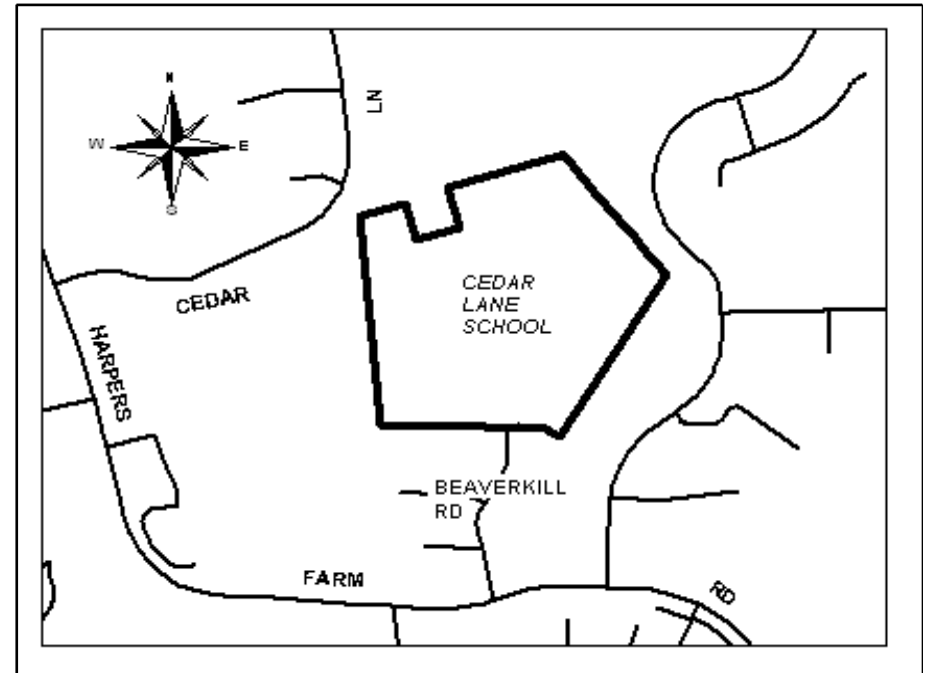 N
LN
W E
S
CEDAR
LANE
SCHOOL
CEDAR
HARPERS
BEAVERKILL
RD
FARM
RD